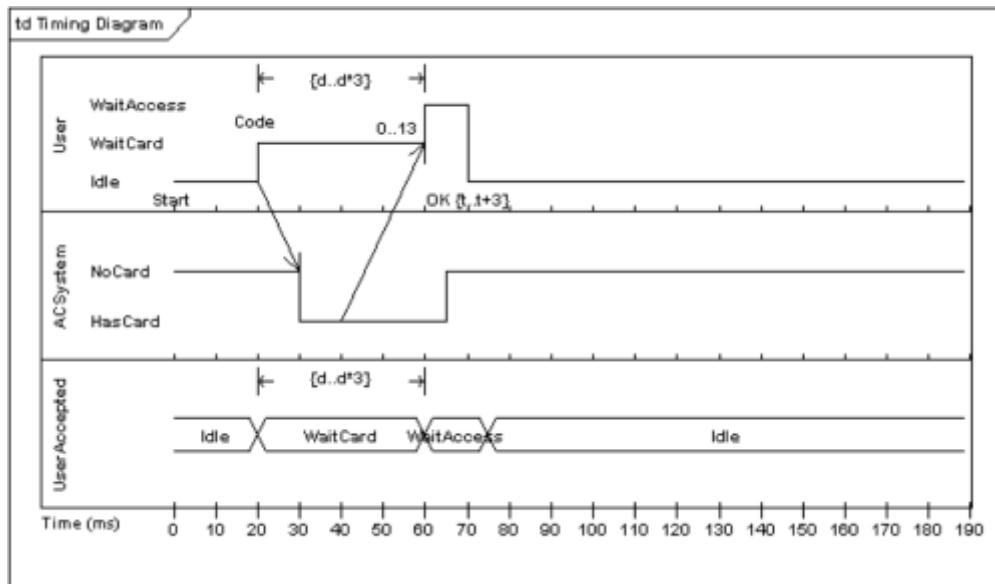 td Timing Diagram
{d..d*3}
WaitAccess
Code
0..13
User
WaitCard
Idle
Start
OK {t..t+3}
ACSystem
NoCard
HasCard
{d..d*3}
UserAccepted
Idle
WaitCard
WaitAccess
Idle
Time (ms)
0 10 20 30 40 50 60 70 80 90 100 110 120 130 140 150 160 170 180 190